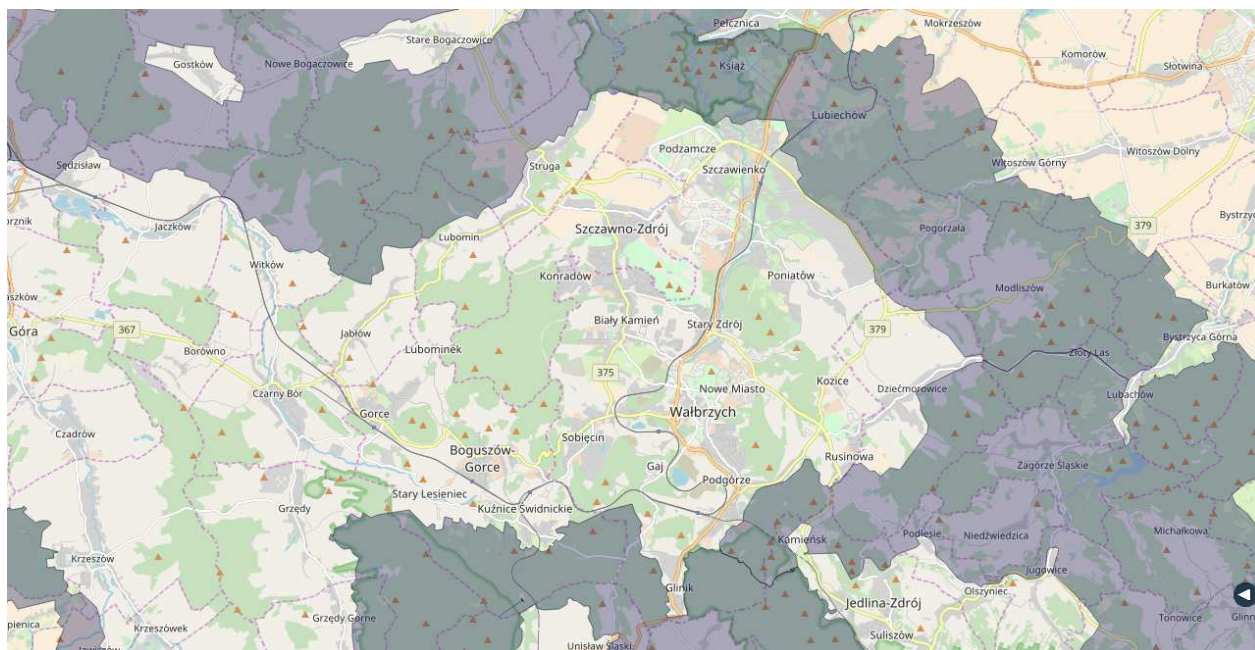 Pełcznica
Mokrzeszów
Stare Bogaczowice
Gostków
Nowe Bogaczowice
Książ
Komorów
Słotwina
Lubiechów
Podzamcze
Witoszów Dolny
Witoszów Górny
Sędzisław
Struga
Szczawienko
Jaczków
Szczawno-Zdrój
Pogorzała
379
Lubomin
Witków
Konradów
Poniatów
Modliszów
Burkatów
Góra
367
Jabłów
Biały Kamień
Stary Zdrój
379
Bystrzyca Górna
Borówno
Lubominek
Złoty Las
375
Nowe Miasto
Kozice
Dziećmorowice
Czarny Bór
Lubachów
Gorce
Wałbrzych
Czadrów
Sobięcin
Boguszów-
Gorce
Gaj
Rusinowa
Zagórze Śląskie
Podgórze
Stary Lesieniec
Grzędy
Kuźnice Świdnickie
Michałkowa
Podlesie
Niedźwiedzica
Kamieńsk
Krzeszów
Jugowice
Glinik
Olszyniec
Jedlina-Zdrój
Grzędy Górne
Tonowice
Krzeszówek
Suliszów
Unisław Śląski